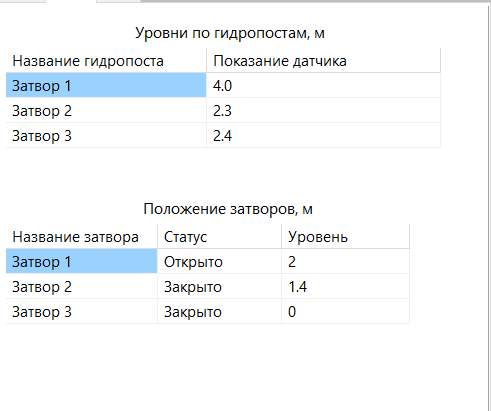 Уровни по гидропостам, м
Название гидропоста Показание датчика
Затвор 1 4.0
Затвор 2 2.3
Затвор 3 2.4
Положение затворов, м
Название затвора Статус Уровень
Затвор 1 Открыто 2
Затвор 2 Закрыто 1.4
Затвор 3 Закрыто 0